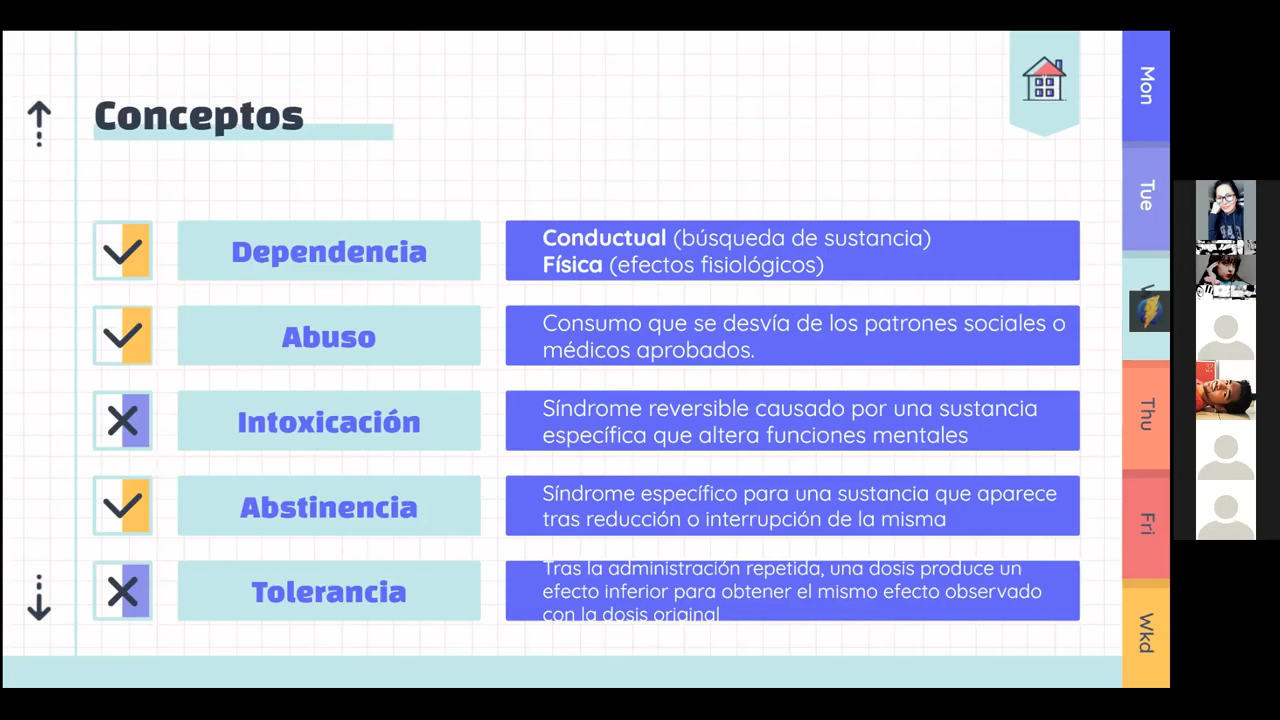 Conceptos
Dependencia
Conductual (búsqueda de sustancia)
Física (efectos fisiológicos)
Abuso
Consumo que se desvía de los patrones sociales o
médicos aprobados.
Intoxicación
Síndrome reversible causado por una sustancia
específica que altera funciones mentales
Abstinencia
Síndrome específico para una sustancia que aparece
tras reducción o interrupción de la misma
Tolerancia
Tras la administración repetida, una dosis produce un
efecto inferior para obtener el mismo efecto observado
con la dosis original
Mon
Tue
Thu
Fri
Wkd